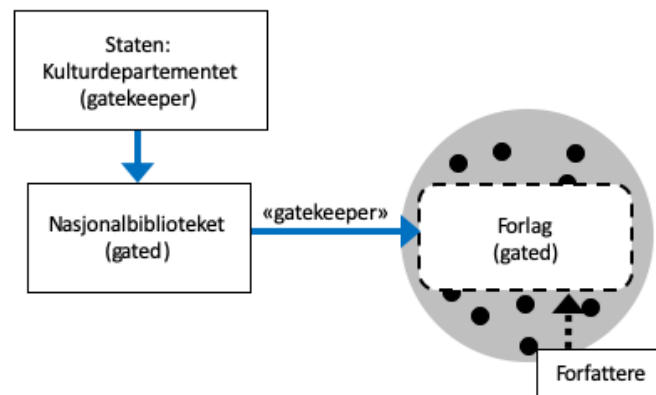 Staten:
Kulturdepartementet
(gatekeeper)
Nasjonalbiblioteket
(gated)
«gatekeeper»
Forlag
(gated)
Forfattere